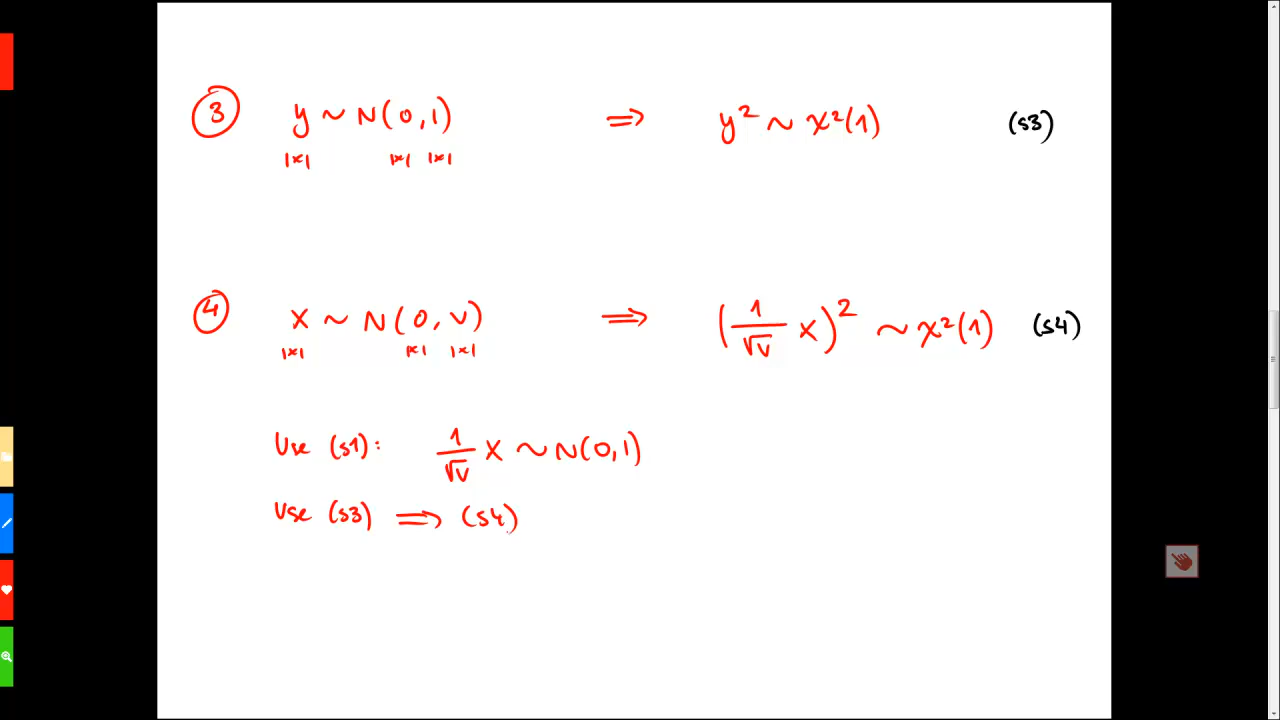 ③ y ~ N(0,1) ⇒ y² ~ χ²(1) (s3)
1×1 1×1 1×1
④ x ~ N(0,v) ⇒ (1/√v x)² ~ χ²(1) (s4)
1×1 1×1 1×1
Use (s1): 1/√v x ~ N(0,1)
Use (s3) ⇒ (s4)